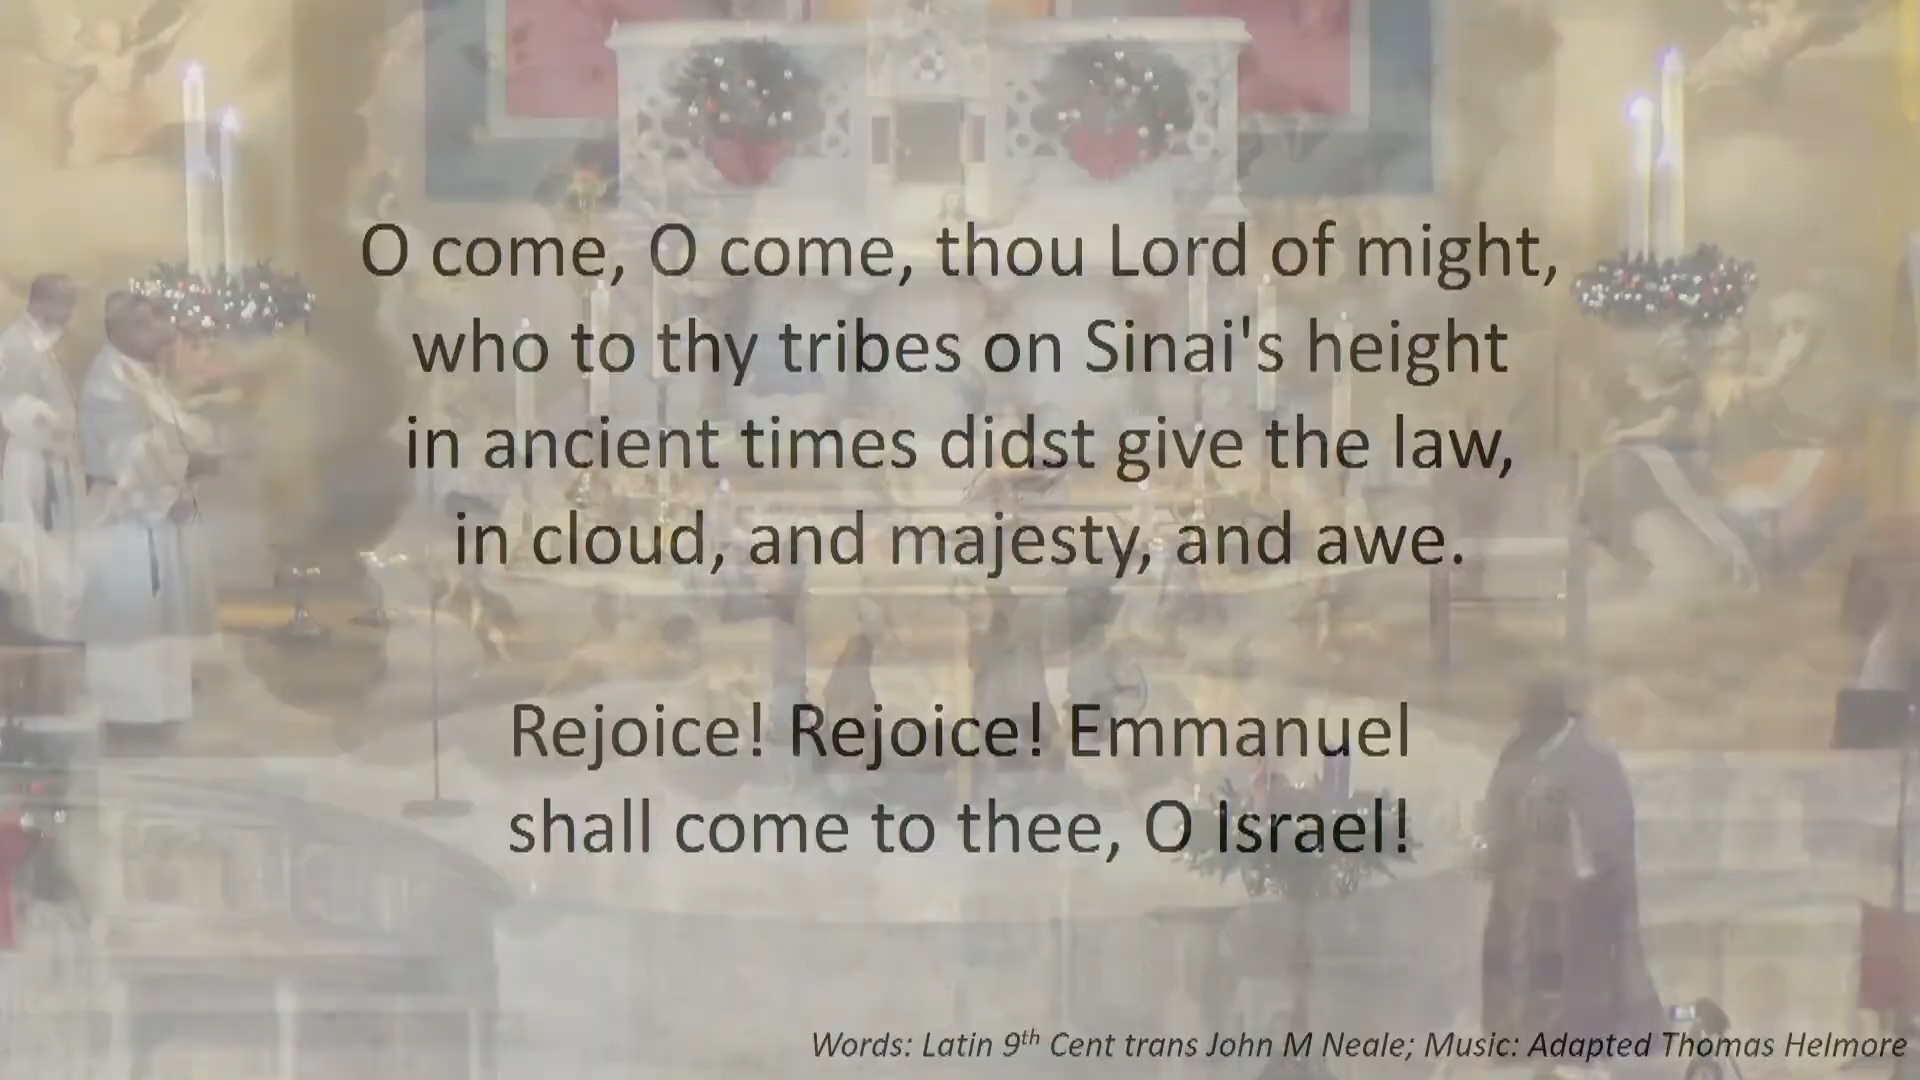 O come, O come, thou Lord of might,
who to thy tribes on Sinai's height
in ancient times didst give the law,
in cloud, and majesty, and awe.
Rejoice! Rejoice! Emmanuel
shall come to thee, O Israel!
Words: Latin 9th Cent trans John M Neale; Music: Adapted Thomas Helmore